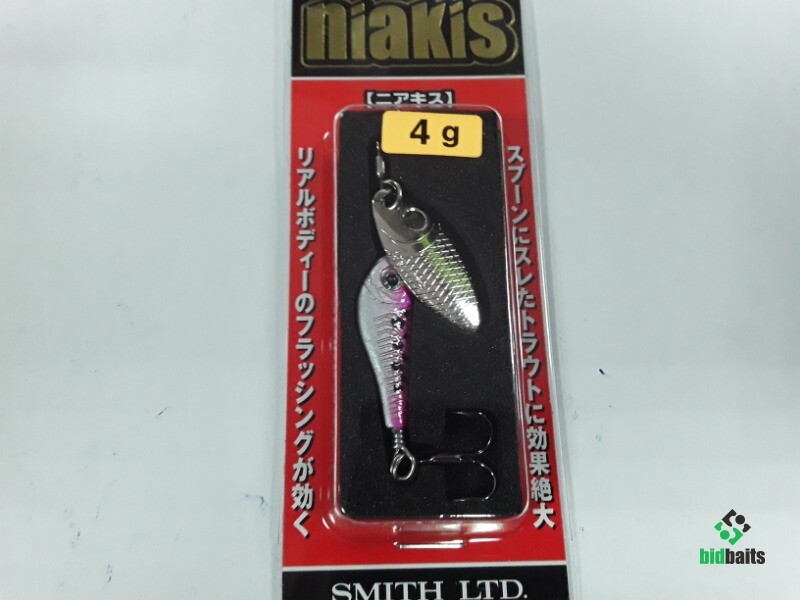 niakis
【ニアキス】
4g
スプーンにスレたトラウトに効果絶大
リアルボディーのフラッシングが効く
SMITH LTD.
bidbaits